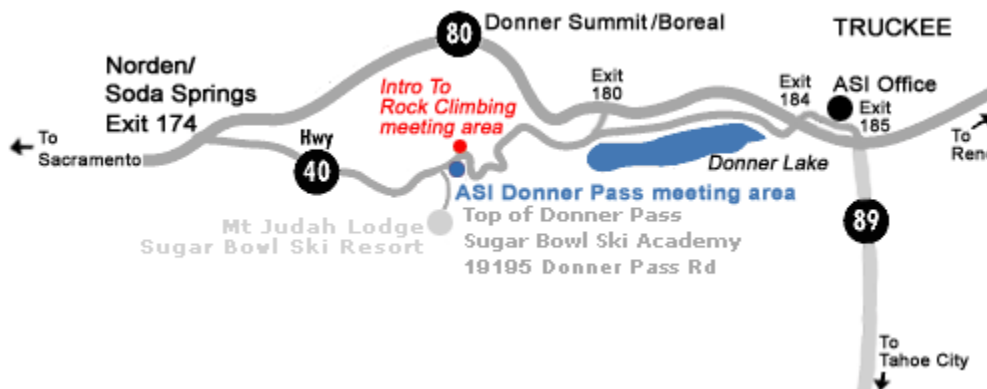 80
Donner Summit/Boreal
TRUCKEE
Norden/
Soda Springs
Exit 174
Intro To
Rock Climbing
meeting area
Exit
180
Exit
184
ASI Office
Exit
185
To
Sacramento
Hwy
40
To
Reno
Donner Lake
ASI Donner Pass meeting area
Top of Donner Pass
Sugar Bowl Ski Academy
19195 Donner Pass Rd
Mt Judah Lodge
Sugar Bowl Ski Resort
89
To
Tahoe City